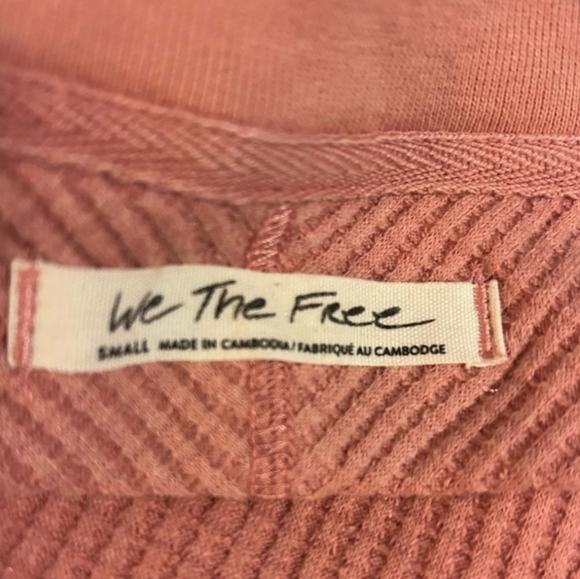 We The Free
SMALL MADE IN CAMBODIA / FABRIQUÉ AU CAMBODGE